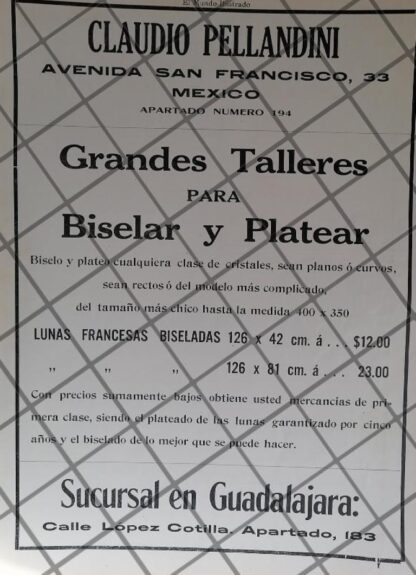 El Mundo Ilustrado
CLAUDIO PELLANDINI
AVENIDA SAN FRANCISCO, 33
MEXICO
APARTADO NUMERO 194
Grandes Talleres
PARA
Biselar y Platear
Biselo y plateo cualquiera clase de cristales, sean planos ó curvos,
sean rectos ó del modelo más complicado,
del tamaño más chico hasta la medida 400 x 350
LUNAS FRANCESAS BISELADAS 126 x 42 cm. á . . . $12.00
„ „ „ 126 x 81 cm. á . . . 23.00
Con precios sumamente bajos obtiene usted mercancías de pri-
mera clase, siendo el plateado de las lunas garantizado por cinco
años y el biselado de lo mejor que se puede hacer.
Sucursal en Guadalajara:
Calle López Cotilla. Apartado, 183